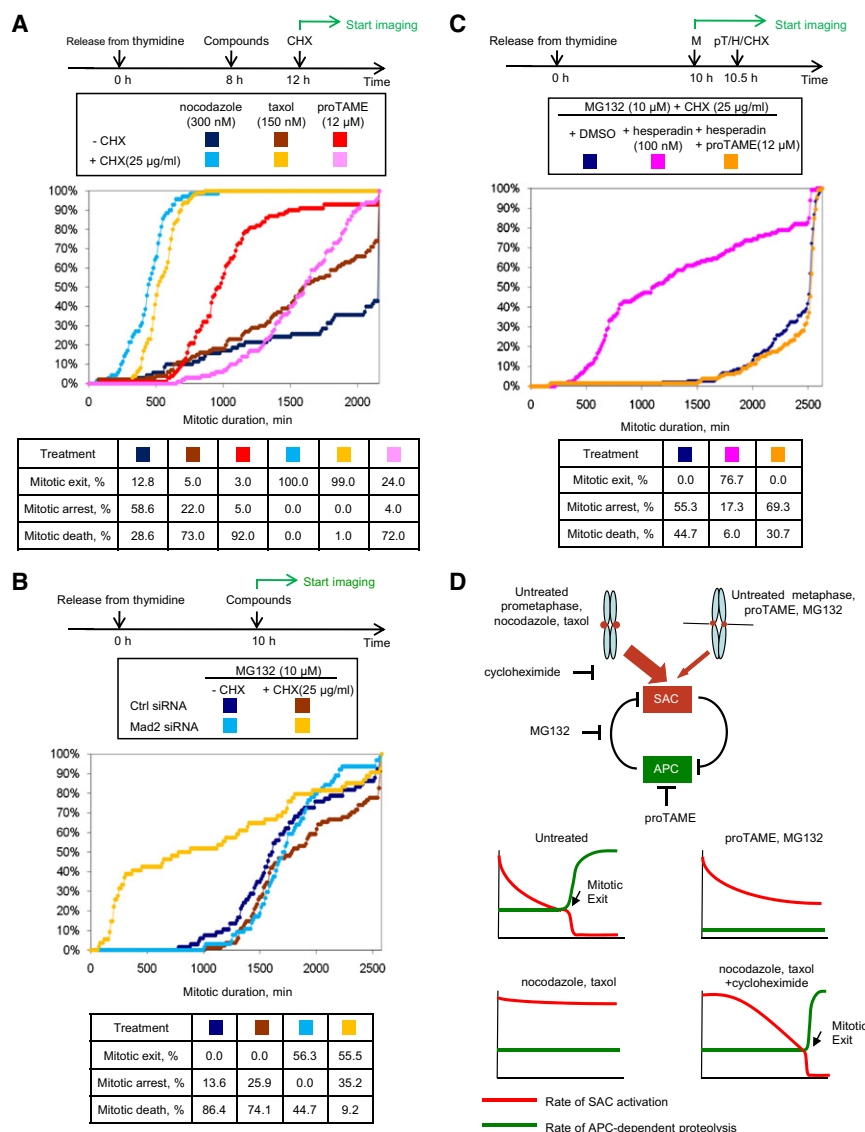 A
Start imaging
Release from thymidine
Compounds
CHX
0 h
8 h
12 h
Time
nocodazole (300 nM)
taxol (150 nM)
proTAME (12 µM)
- CHX
+ CHX(25 µg/ml)
100%
90%
80%
70%
60%
50%
40%
30%
20%
10%
0%
0 500 1000 1500 2000
Mitotic duration, min
Treatment
Mitotic exit, % 12.8 5.0 3.0 100.0 99.0 24.0
Mitotic arrest, % 58.6 22.0 5.0 0.0 0.0 4.0
Mitotic death, % 28.6 73.0 92.0 0.0 1.0 72.0
B
Start imaging
Release from thymidine
Compounds
0 h
10 h
Time
MG132 (10 µM)
- CHX
+ CHX(25 µg/ml)
Ctrl siRNA
Mad2 siRNA
100%
90%
80%
70%
60%
50%
40%
30%
20%
10%
0%
0 500 1000 1500 2000 2500
Mitotic duration, min
Treatment
Mitotic exit, % 0.0 0.0 56.3 55.5
Mitotic arrest, % 13.6 25.9 0.0 35.2
Mitotic death, % 86.4 74.1 44.7 9.2
C
Start imaging
Release from thymidine
M
pT/H/CHX
0 h
10 h
10.5h
Time
MG132 (10 µM) + CHX (25 µg/ml)
+ DMSO
+ hesperadin (100 nM)
+ hesperadin + proTAME(12 µM)
100%
90%
80%
70%
60%
50%
40%
30%
20%
10%
0%
0 500 1000 1500 2000 2500
Mitotic duration, min
Treatment
Mitotic exit, % 0.0 76.7 0.0
Mitotic arrest, % 55.3 17.3 69.3
Mitotic death, % 44.7 6.0 30.7
D
Untreated prometaphase, nocodazole, taxol
Untreated metaphase, proTAME, MG132
cycloheximide
SAC
MG132
APC
proTAME
Untreated
Mitotic Exit
proTAME, MG132
nocodazole, taxol
nocodazole, taxol +cycloheximide
Mitotic Exit
Rate of SAC activation
Rate of APC-dependent proteolysis